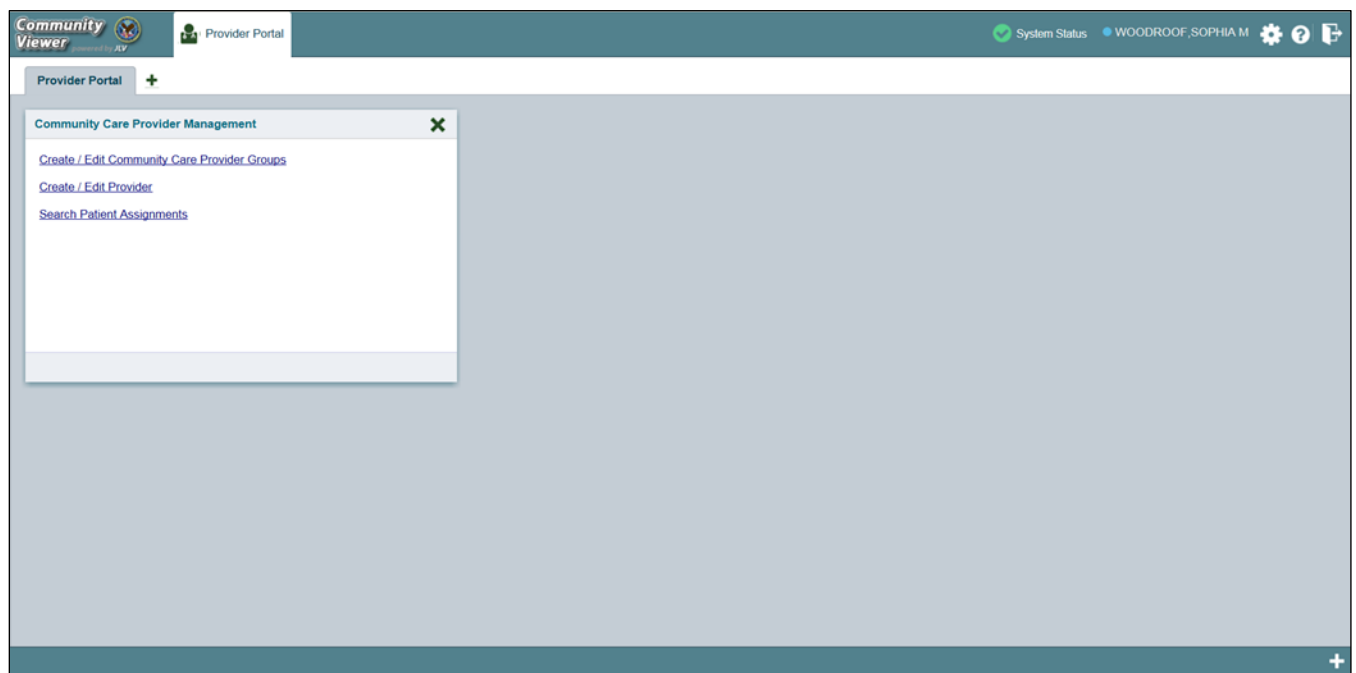 Community
Viewer powered by JLV
Provider Portal
System Status
WOODROOF,SOPHIA M
Provider Portal
Community Care Provider Management
Create / Edit Community Care Provider Groups
Create / Edit Provider
Search Patient Assignments